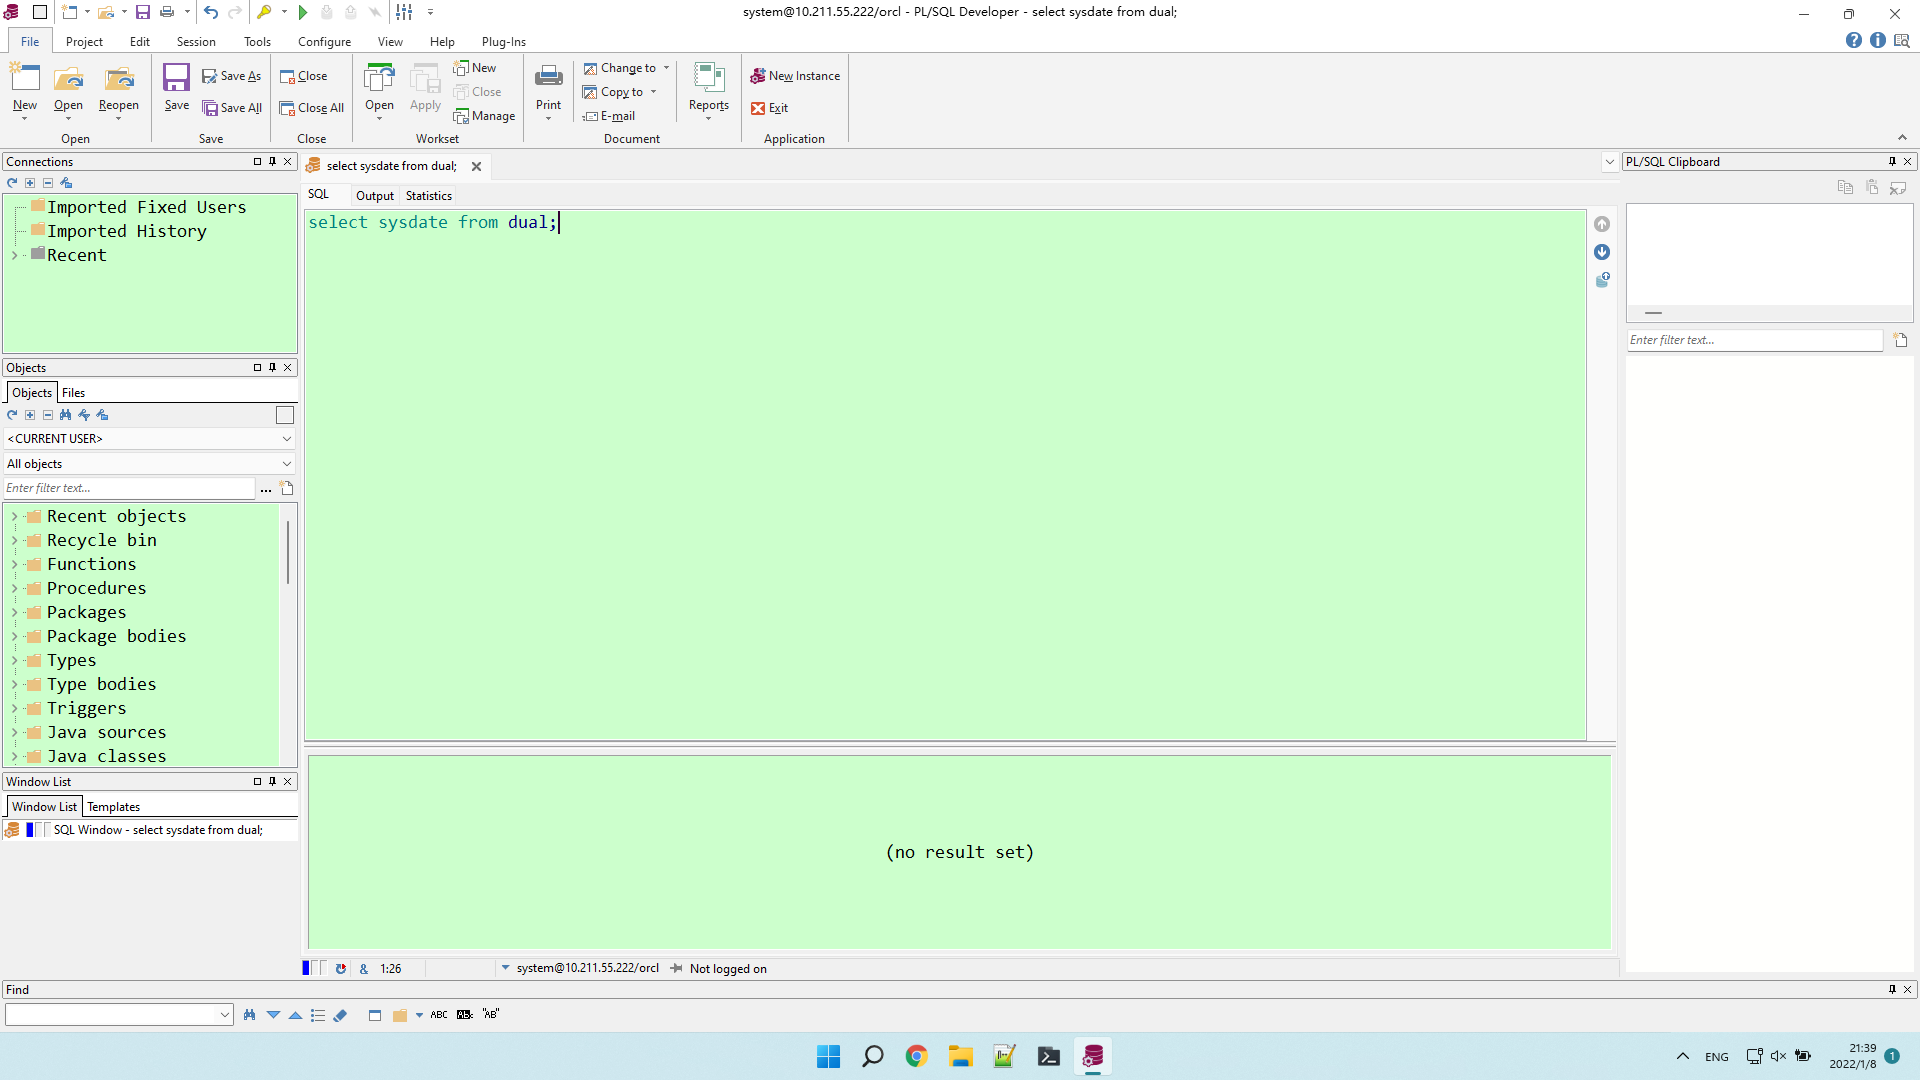 system@10.211.55.222/orcl - PL/SQL Developer - select sysdate from dual;
File Project Edit Session Tools Configure View Help Plug-Ins
New Open Reopen
Open
Save Save As Save All
Save
Close Close All
Close
Open Apply New Close Manage
Workset
Print Change to Copy to E-mail
Document
Reports
New Instance Exit
Application
Connections
Imported Fixed Users
Imported History
Recent
Objects
Objects Files
<CURRENT USER>
All objects
Enter filter text...
...
Recent objects
Recycle bin
Functions
Procedures
Packages
Package bodies
Types
Type bodies
Triggers
Java sources
Java classes
Window List
Window List Templates
SQL Window - select sysdate from dual;
select sysdate from dual;
SQL Output Statistics
select sysdate from dual;
(no result set)
& 1:26 system@10.211.55.222/orcl Not logged on
PL/SQL Clipboard
Enter filter text...
Find
ABC AB "AB"
ENG
21:39
2022/1/8
1